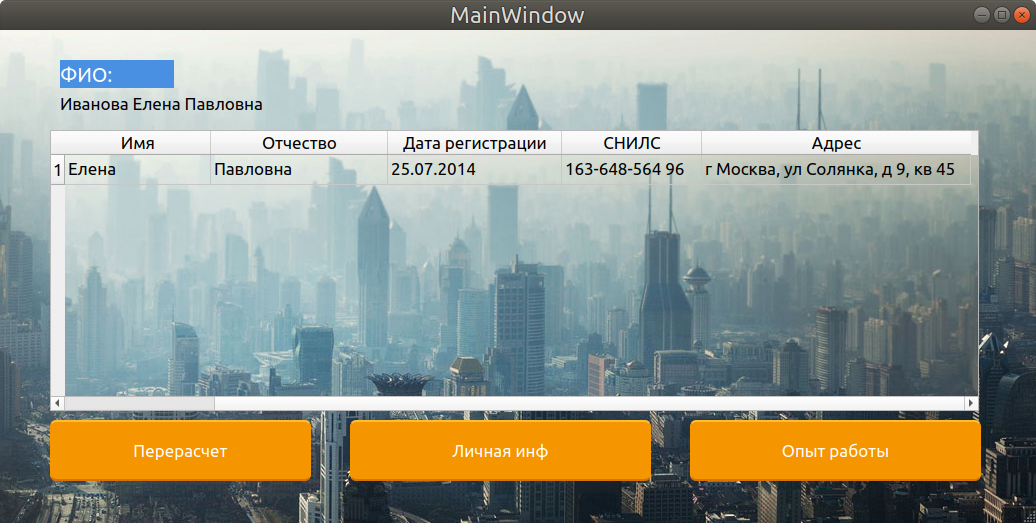 MainWindow
ФИО:
Иванова Елена Павловна
Имя Отчество Дата регистрации СНИЛС Адрес
1 Елена Павловна 25.07.2014 163-648-564 96 г Москва, ул Солянка, д 9, кв 45
Перерасчет Личная инф Опыт работы